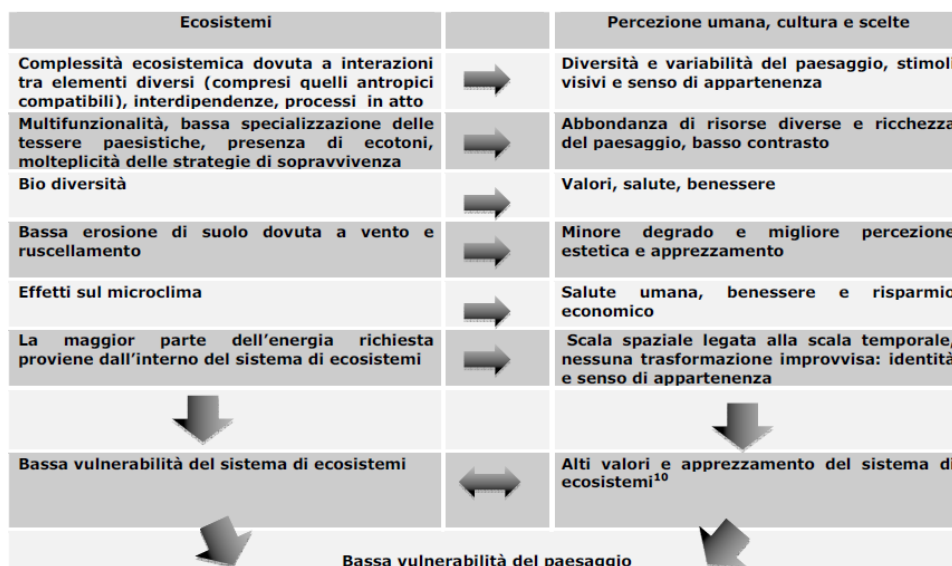 Ecosistemi
Percezione umana, cultura e scelte
Complessità ecosistemica dovuta a interazioni
tra elementi diversi (compresi quelli antropici
compatibili), interdipendenze, processi in atto
Diversità e variabilità del paesaggio, stimoli
visivi e senso di appartenenza
Multifunzionalità, bassa specializzazione delle
tessere paesistiche, presenza di ecotoni,
molteplicità delle strategie di sopravvivenza
Abbondanza di risorse diverse e ricchezza
del paesaggio, basso contrasto
Bio diversità
Valori, salute, benessere
Bassa erosione di suolo dovuta a vento e
ruscellamento
Minore degrado e migliore percezione
estetica e apprezzamento
Effetti sul microclima
Salute umana, benessere e risparmio
economico
La maggior parte dell'energia richiesta
proviene dall'interno del sistema di ecosistemi
Scala spaziale legata alla scala temporale,
nessuna trasformazione improvvisa: identità
e senso di appartenenza
Bassa vulnerabilità del sistema di ecosistemi
Alti valori e apprezzamento del sistema di
ecosistemi¹⁰
Bassa vulnerabilità del paesaggio